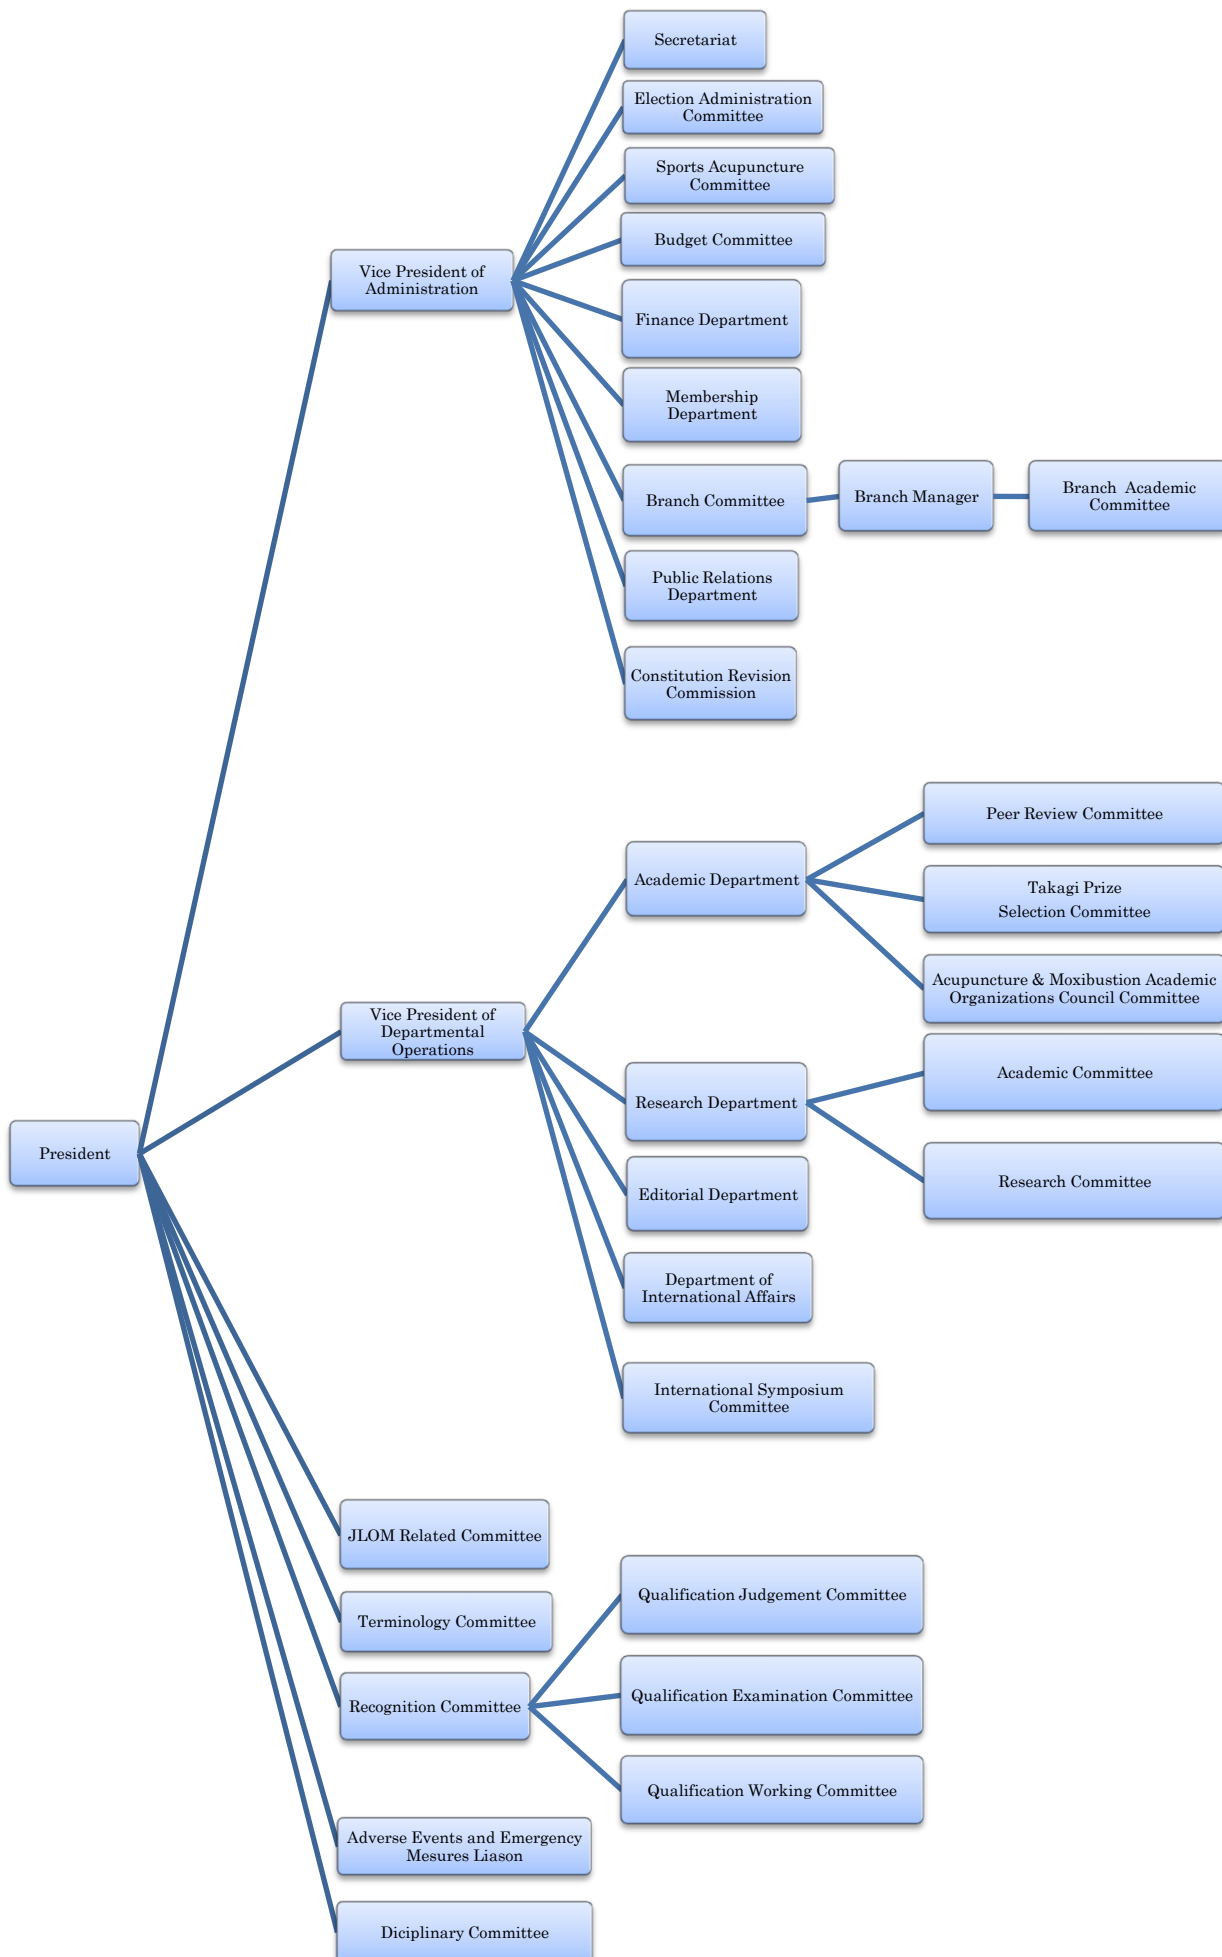 Secretariat
Election Administration
Committee
Sports Acupuncture
Committee
Budget Committee
Vice President of
Administration
Finance Department
Membership
Department
Branch Committee
Branch Manager
Branch  Academic
Committee
Public Relations
Department
Constitution Revision
Commission
Peer Review Committee
Academic Department
Takagi Prize
Selection Committee
Acupuncture & Moxibustion Academic
Organizations Council Committee
Vice President of
Departmental
Operations
Research Department
Academic Committee
Research Committee
President
Editorial Department
Department of
International Affairs
International Symposium
Committee
JLOM Related Committee
Terminology Committee
Recognition Committee
Qualification Judgement Committee
Qualification Examination Committee
Qualification Working Committee
Adverse Events and Emergency
Mesures Liason
Diciplinary Committee